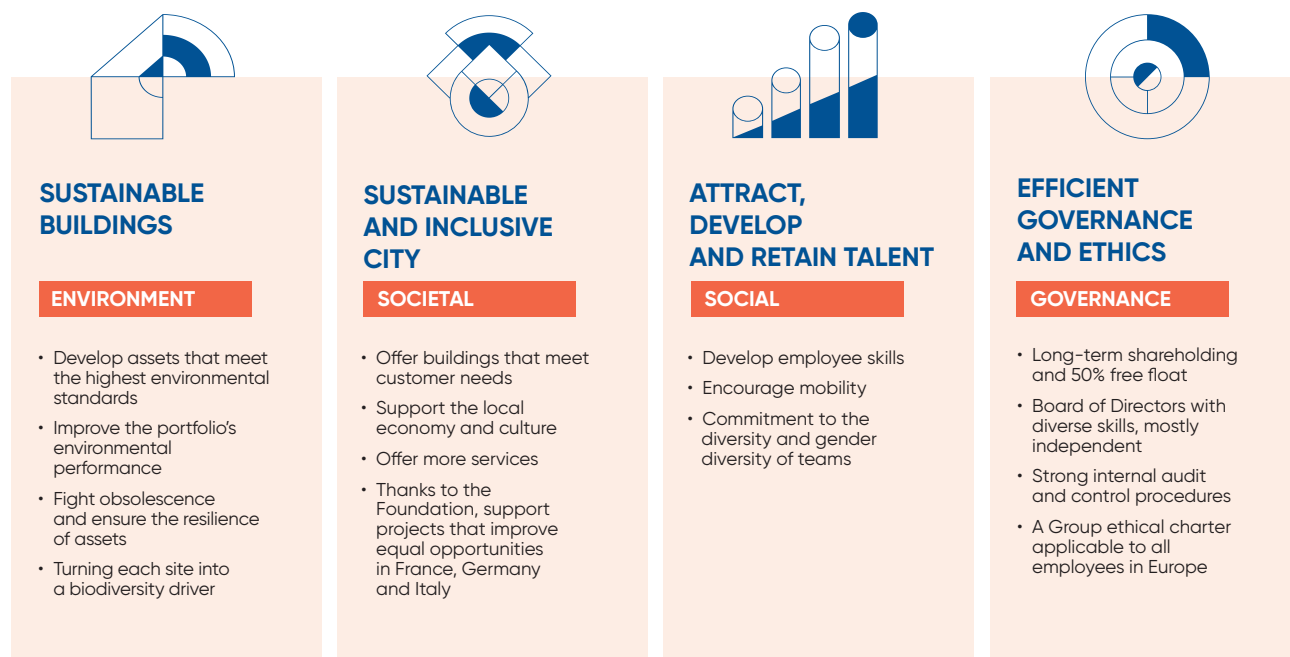 SUSTAINABLE
BUILDINGS
ENVIRONMENT
• Develop assets that meet
the highest environmental
standards
• Improve the portfolio's
environmental
performance
• Fight obsolescence
and ensure the resilience
of assets
• Turning each site into
a biodiversity driver
SUSTAINABLE
AND INCLUSIVE
CITY
SOCIETAL
• Offer buildings that meet
customer needs
• Support the local
economy and culture
• Offer more services
• Thanks to the
Foundation, support
projects that improve
equal opportunities
in France, Germany
and Italy
ATTRACT,
DEVELOP
AND RETAIN TALENT
SOCIAL
• Develop employee skills
• Encourage mobility
• Commitment to the
diversity and gender
diversity of teams
EFFICIENT
GOVERNANCE
AND ETHICS
GOVERNANCE
• Long-term shareholding
and 50% free float
• Board of Directors with
diverse skills, mostly
independent
• Strong internal audit
and control procedures
• A Group ethical charter
applicable to all
employees in Europe